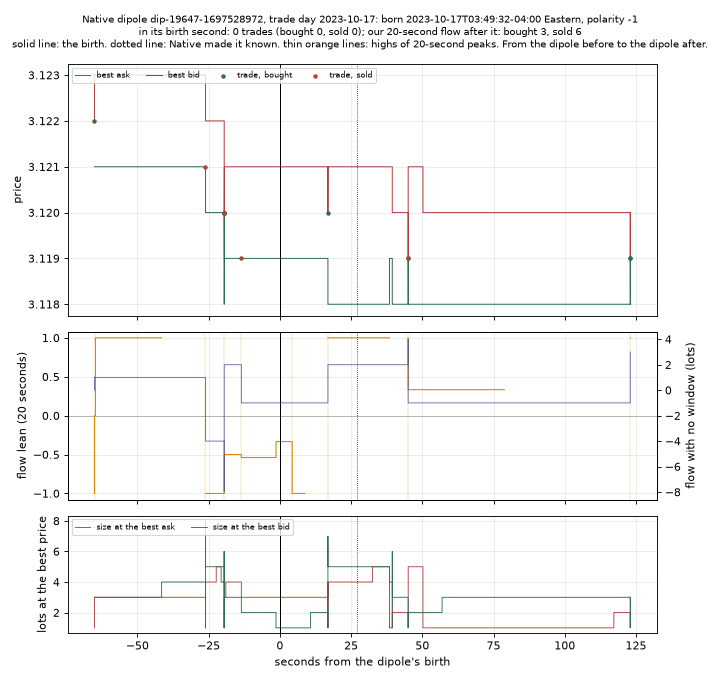 Native dipole dip-19647-1697528972, trade day 2023-10-17: born 2023-10-17T03:49:32-04:00 Eastern, polarity -1
in its birth second: 0 trades (bought 0, sold 0); our 20-second flow after it: bought 3, sold 6
solid line: the birth. dotted line: Native made it known. thin orange lines: highs of 20-second peaks. From the dipole before to the dipole after.
best ask
best bid
trade, bought
trade, sold
3.123
3.122
3.121
3.120
3.119
3.118
price
1.0
0.5
0.0
−0.5
−1.0
flow lean (20 seconds)
4
2
0
−2
−4
−6
−8
flow with no window (lots)
size at the best ask
size at the best bid
8
6
4
2
lots at the best price
−50
−25
0
25
50
75
100
125
seconds from the dipole's birth